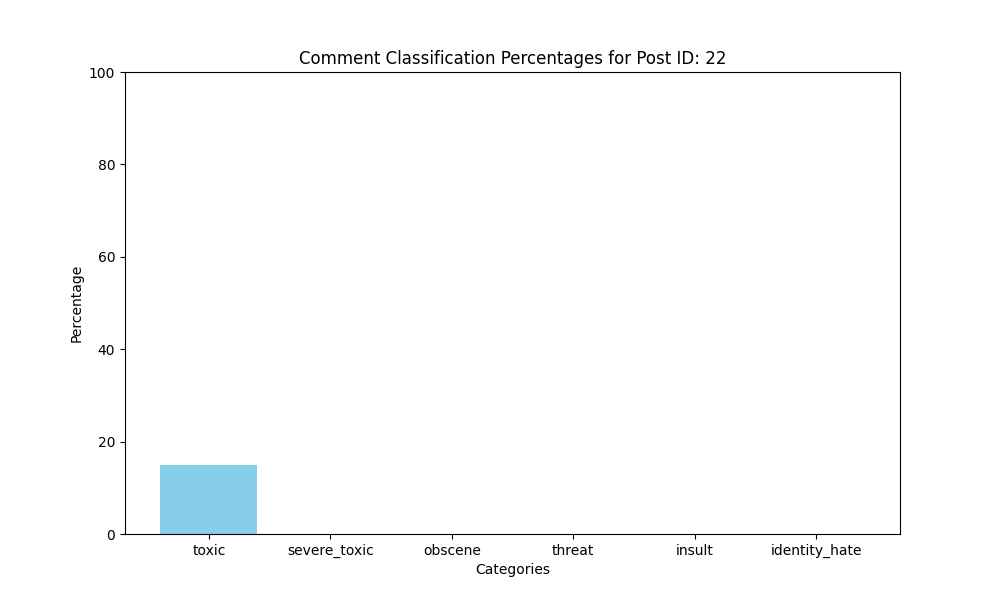 Comment Classification Percentages for Post ID: 22
100
80
60
40
20
0
Percentage
toxic severe_toxic obscene threat insult identity_hate
Categories